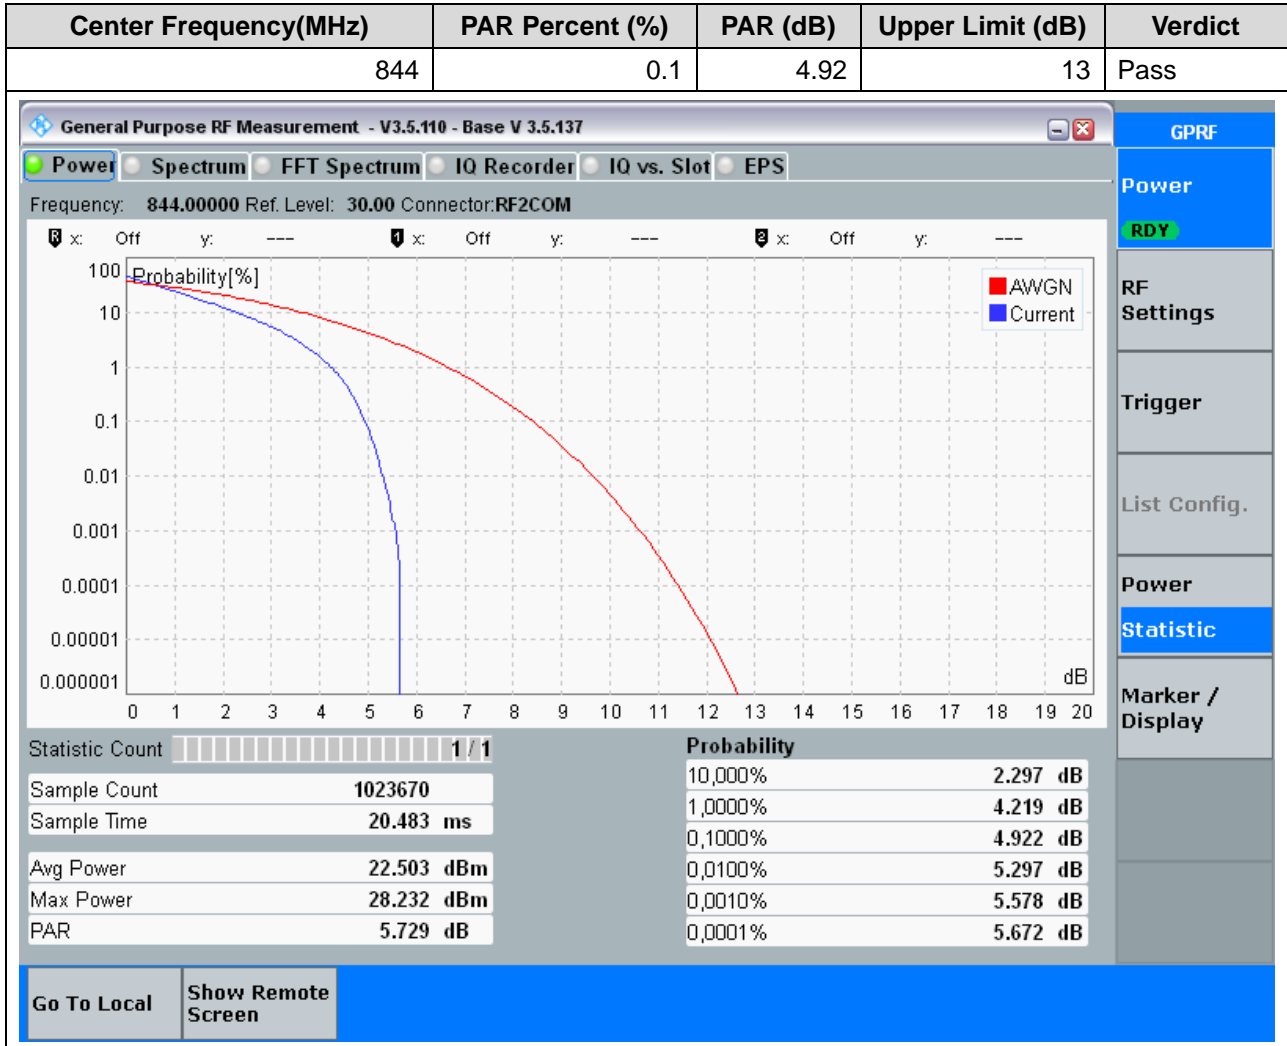 Center Frequency(MHz) PAR Percent (%) PAR (dB) Upper Limit (dB) Verdict
844 0.1 4.92 13 Pass
General Purpose RF Measurement - V3.5.110 - Base V 3.5.137
GPRF
Power Spectrum FFT Spectrum IQ Recorder IQ vs. Slot EPS
Frequency: 844.00000 Ref. Level: 30.00 Connector:RF2COM
Power
RDY
R x: Off y: --- 1 x: Off y: --- 2 x: Off y: ---
Probability[%]
AWGN
Current
100
10
1
0.1
0.01
0.001
0.0001
0.00001
0.000001
dB
0 1 2 3 4 5 6 7 8 9 10 11 12 13 14 15 16 17 18 19 20
RF
Settings
Trigger
List Config.
Power
Statistic
Marker /
Display
Statistic Count 1 / 1
Sample Count 1023670
Sample Time 20.483 ms
Avg Power 22.503 dBm
Max Power 28.232 dBm
PAR 5.729 dB
Probability
10,000% 2.297 dB
1,0000% 4.219 dB
0,1000% 4.922 dB
0,0100% 5.297 dB
0,0010% 5.578 dB
0,0001% 5.672 dB
Go To Local
Show Remote
Screen